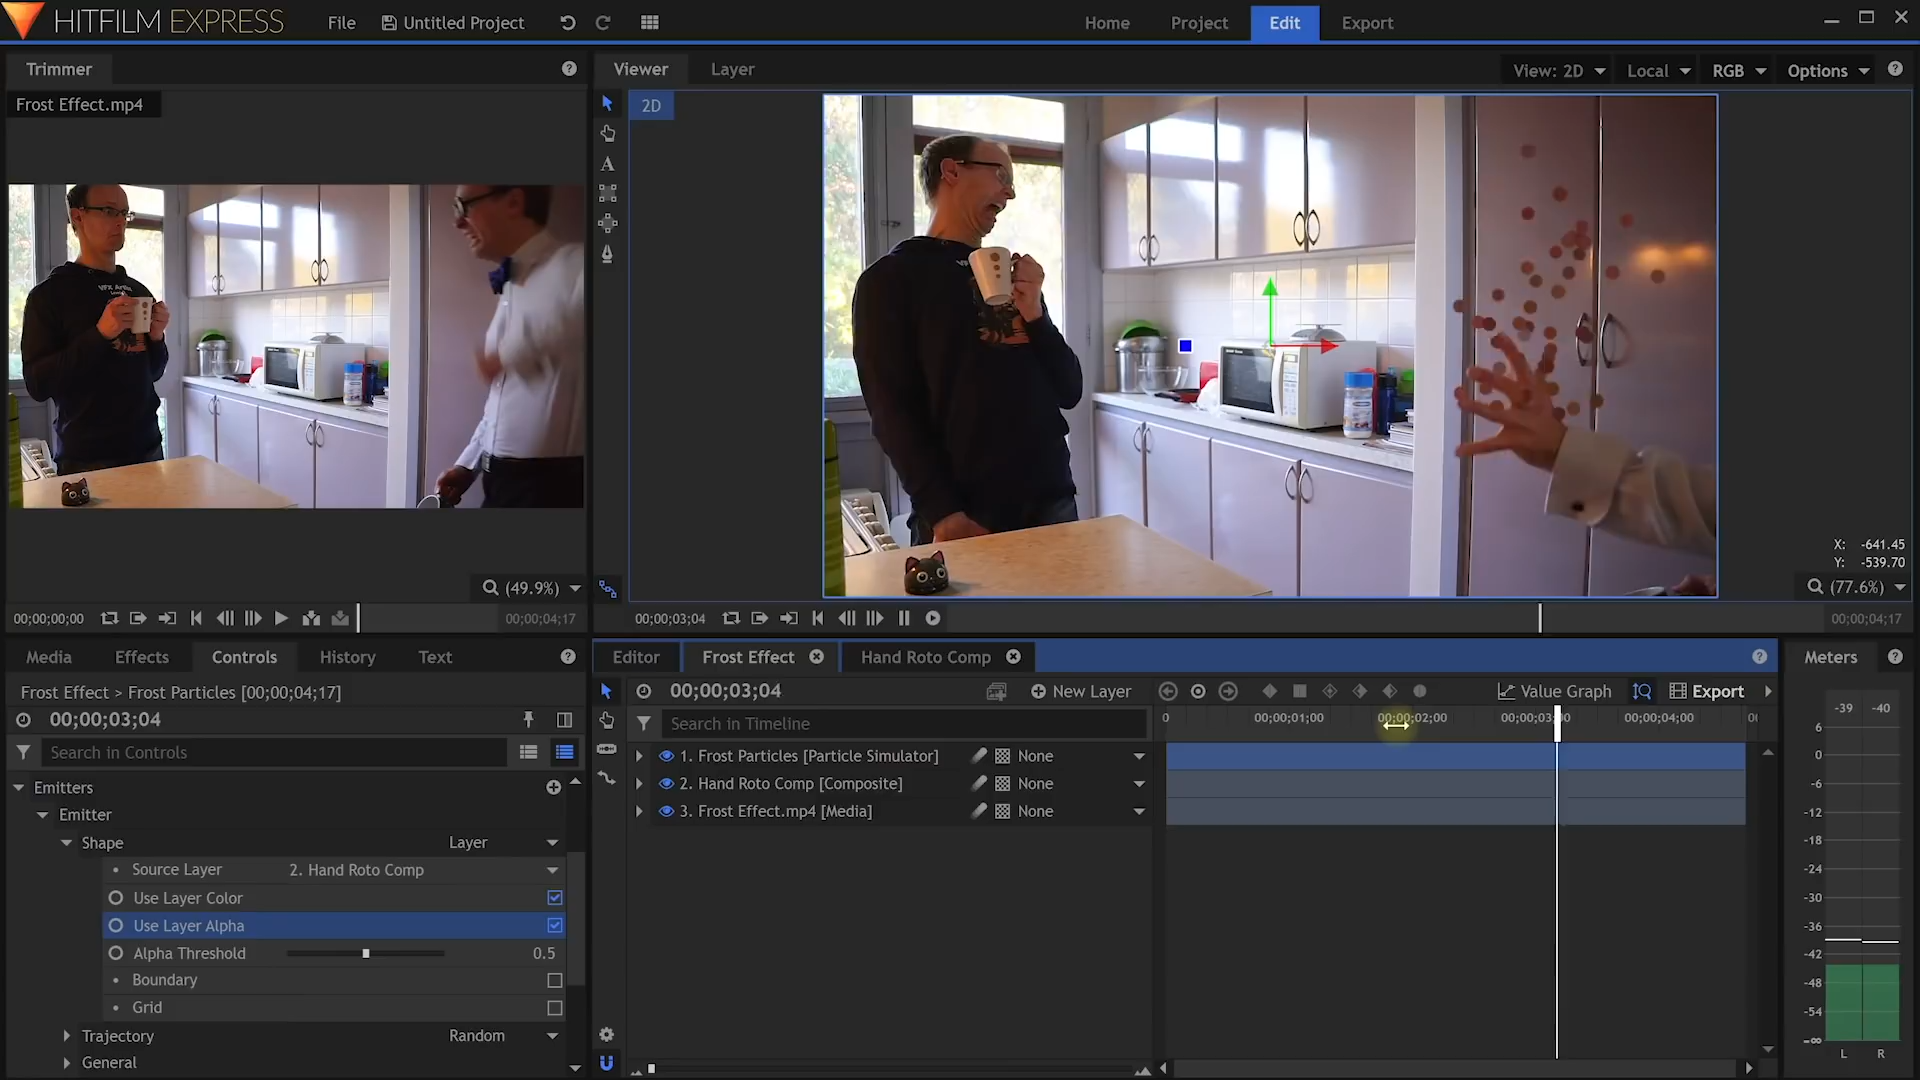 HITFILM EXPRESS
File
Untitled Project
Home
Project
Edit
Export
Trimmer
Viewer
Layer
View: 2D
Local
RGB
Options
Frost Effect.mp4
2D
X: -641.45
Y: -539.70
(49.9%)
(77.6%)
00;00;00;00
00;00;04;17
00;00;03;04
00;00;04;17
Media
Effects
Controls
History
Text
Editor
Frost Effect
Hand Roto Comp
Meters
Frost Effect > Frost Particles [00;00;04;17]
00;00;03;04
New Layer
Value Graph
Export
-39 -40
00;00;03;04
Search in Timeline
0
00;00;01;00
00;00;02;00
00;00;03;00
00;00;04;00
Search in Controls
1. Frost Particles [Particle Simulator]
None
2. Hand Roto Comp [Composite]
None
3. Frost Effect.mp4 [Media]
None
Emitters
Emitter
Shape
Layer
Source Layer
2. Hand Roto Comp
Use Layer Color
Use Layer Alpha
Alpha Threshold
0.5
Boundary
Grid
Trajectory
Random
General
6
0
-6
-12
-18
-24
-30
-36
-42
-48
-54
-∞
L R